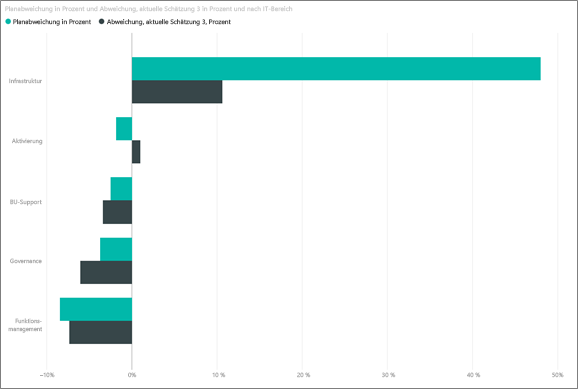 Planabweichung in Prozent und Abweichung, aktuelle Schätzung 3 in Prozent und nach IT-Bereich
Planabweichung in Prozent Abweichung, aktuelle Schätzung 3, Prozent
Infrastruktur
Aktivierung
BU-Support
Governance
Funktions-
management
−10% 0% 10 % 20 % 30 % 40 % 50%